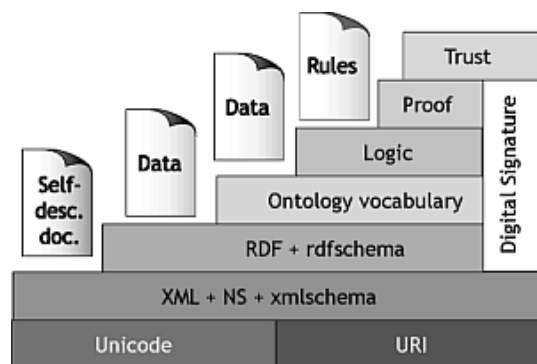 Rules
Trust
Data
Proof
Data
Logic
Self-
desc.
doc.
Ontology vocabulary
Digital Signature
RDF + rdfschema
XML + NS + xmlschema
Unicode
URI